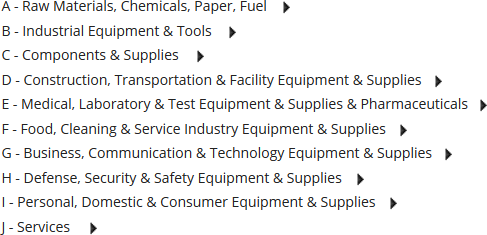 A - Raw Materials, Chemicals, Paper, Fuel
B - Industrial Equipment & Tools
C - Components & Supplies
D - Construction, Transportation & Facility Equipment & Supplies
E - Medical, Laboratory & Test Equipment & Supplies & Pharmaceuticals
F - Food, Cleaning & Service Industry Equipment & Supplies
G - Business, Communication & Technology Equipment & Supplies
H - Defense, Security & Safety Equipment & Supplies
I - Personal, Domestic & Consumer Equipment & Supplies
J - Services